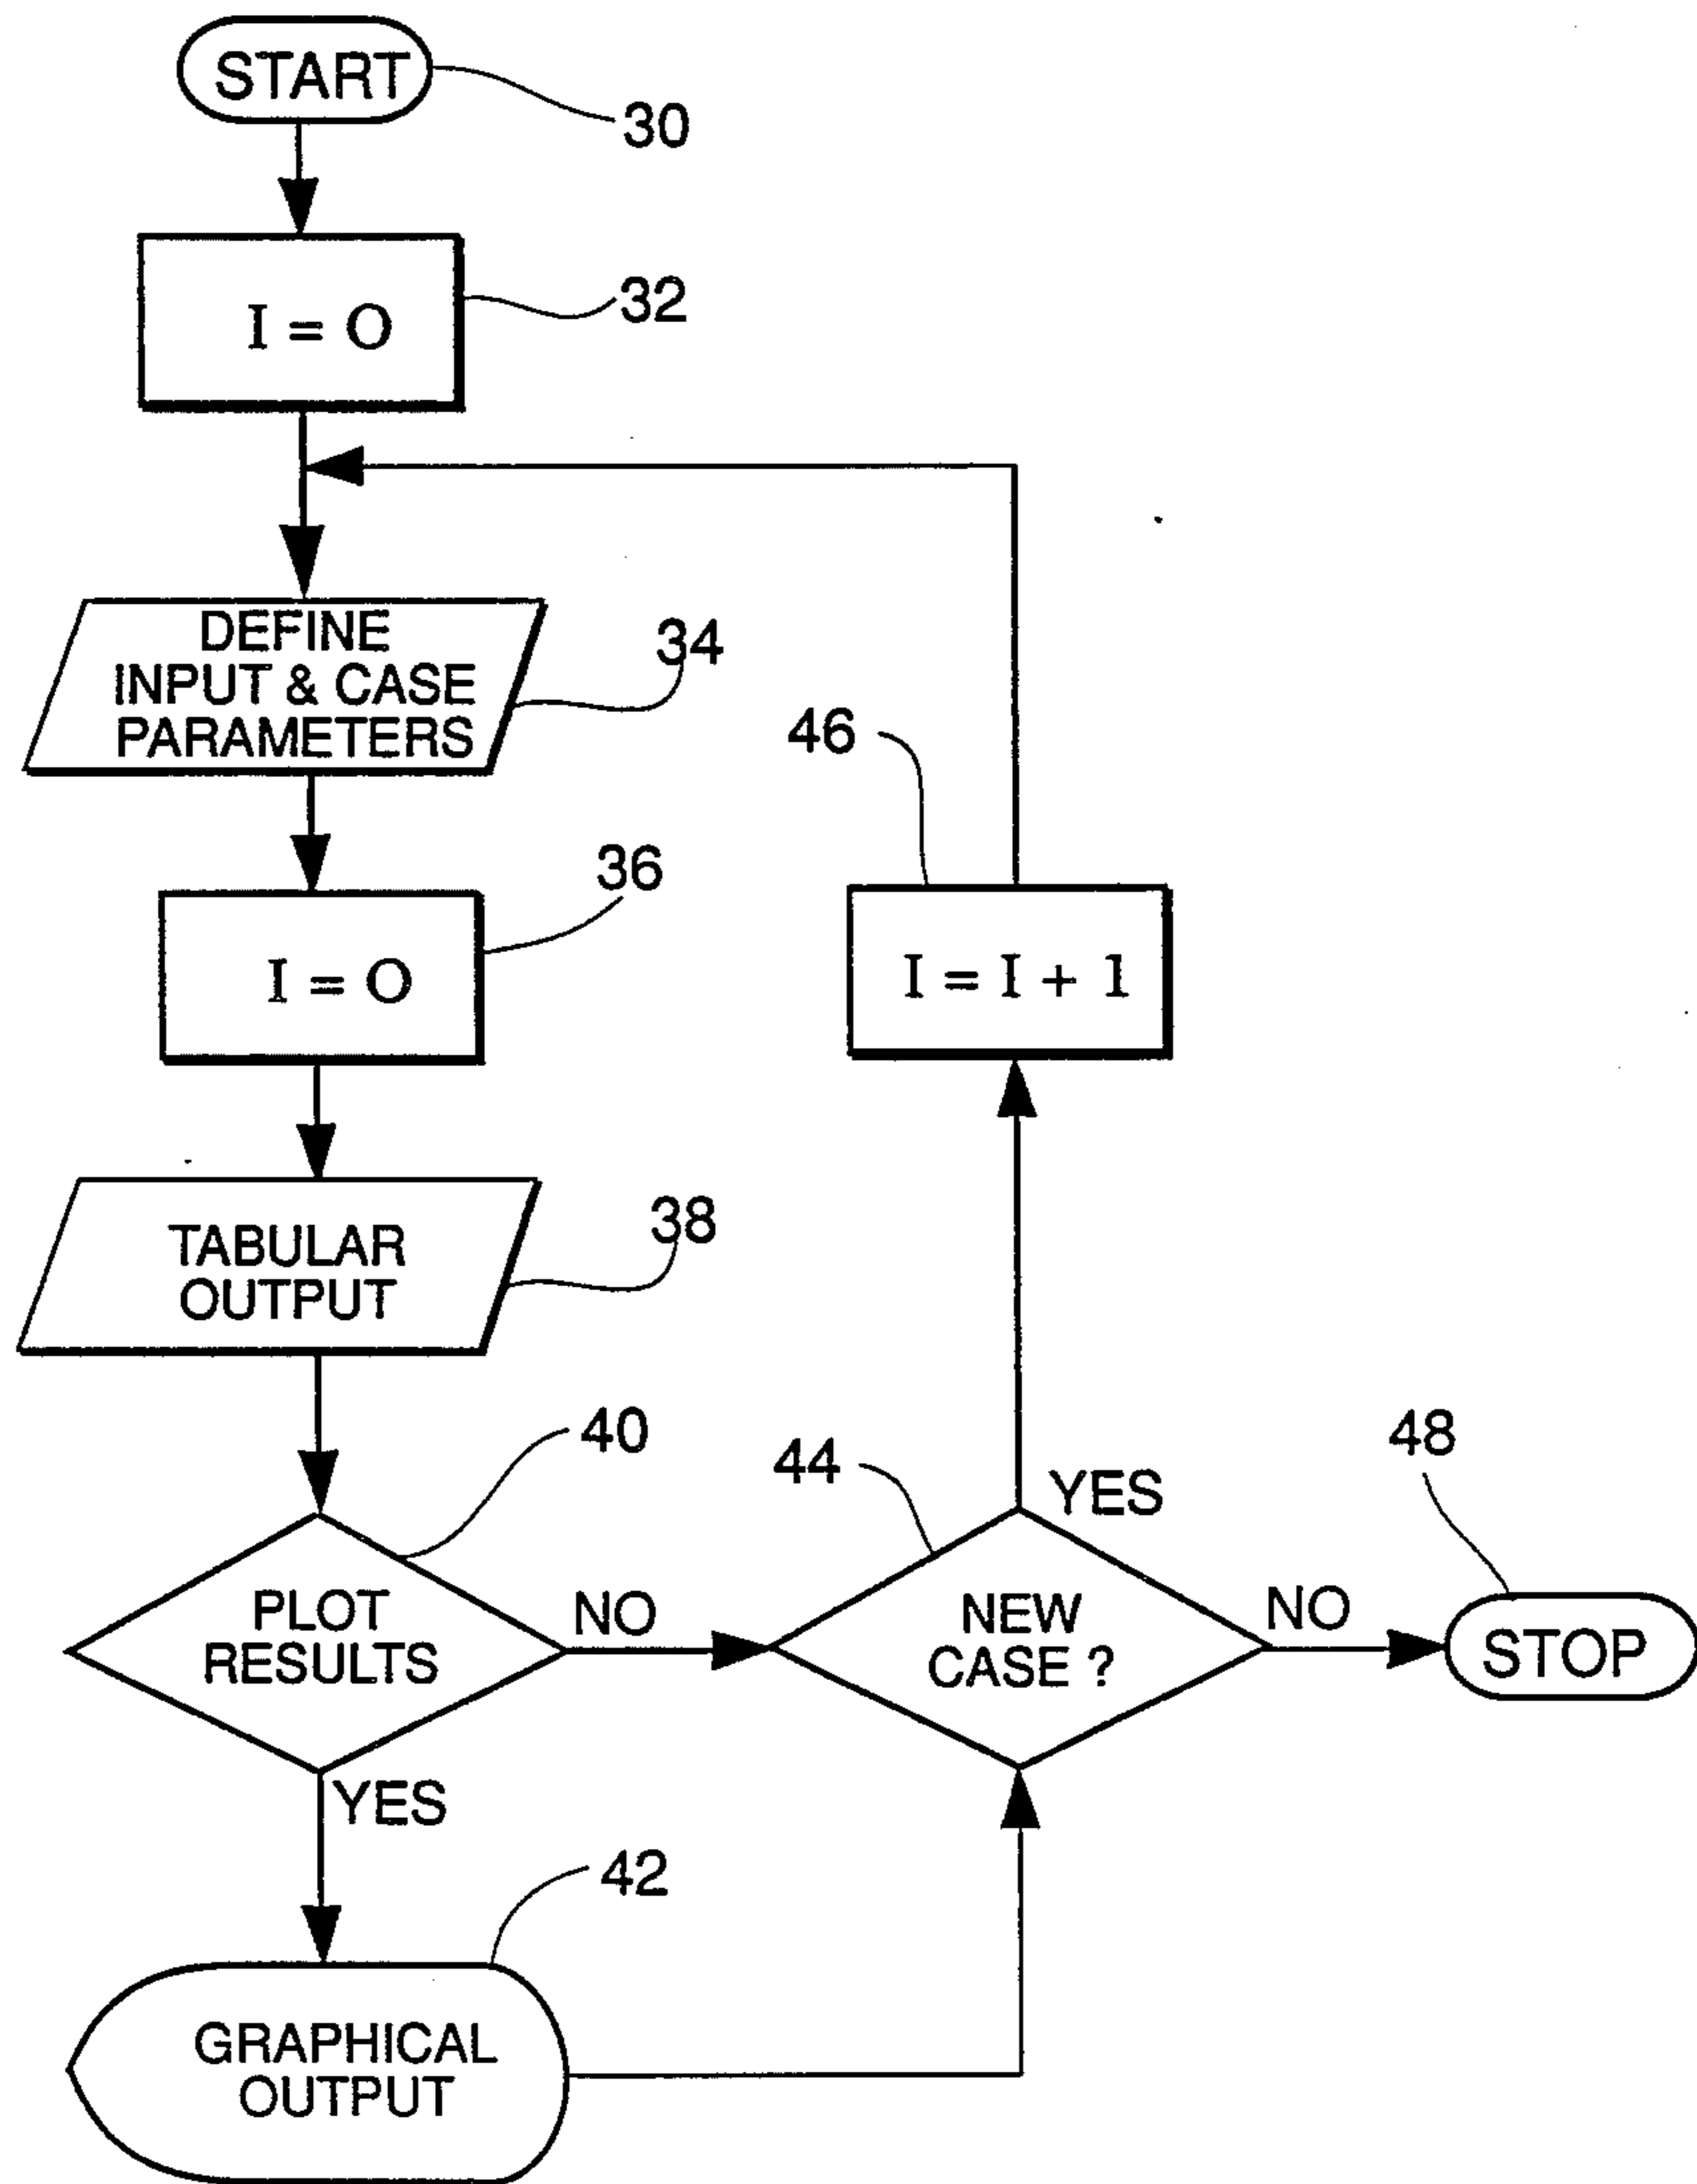 START
30
I = O
32
DEFINE
INPUT & CASE
PARAMETERS
34
46
36
I = O
I = I + 1
TABULAR
OUTPUT
38
40
44
YES
48
PLOT
RESULTS
NO
NEW
CASE ?
NO
STOP
YES
42
GRAPHICAL
OUTPUT